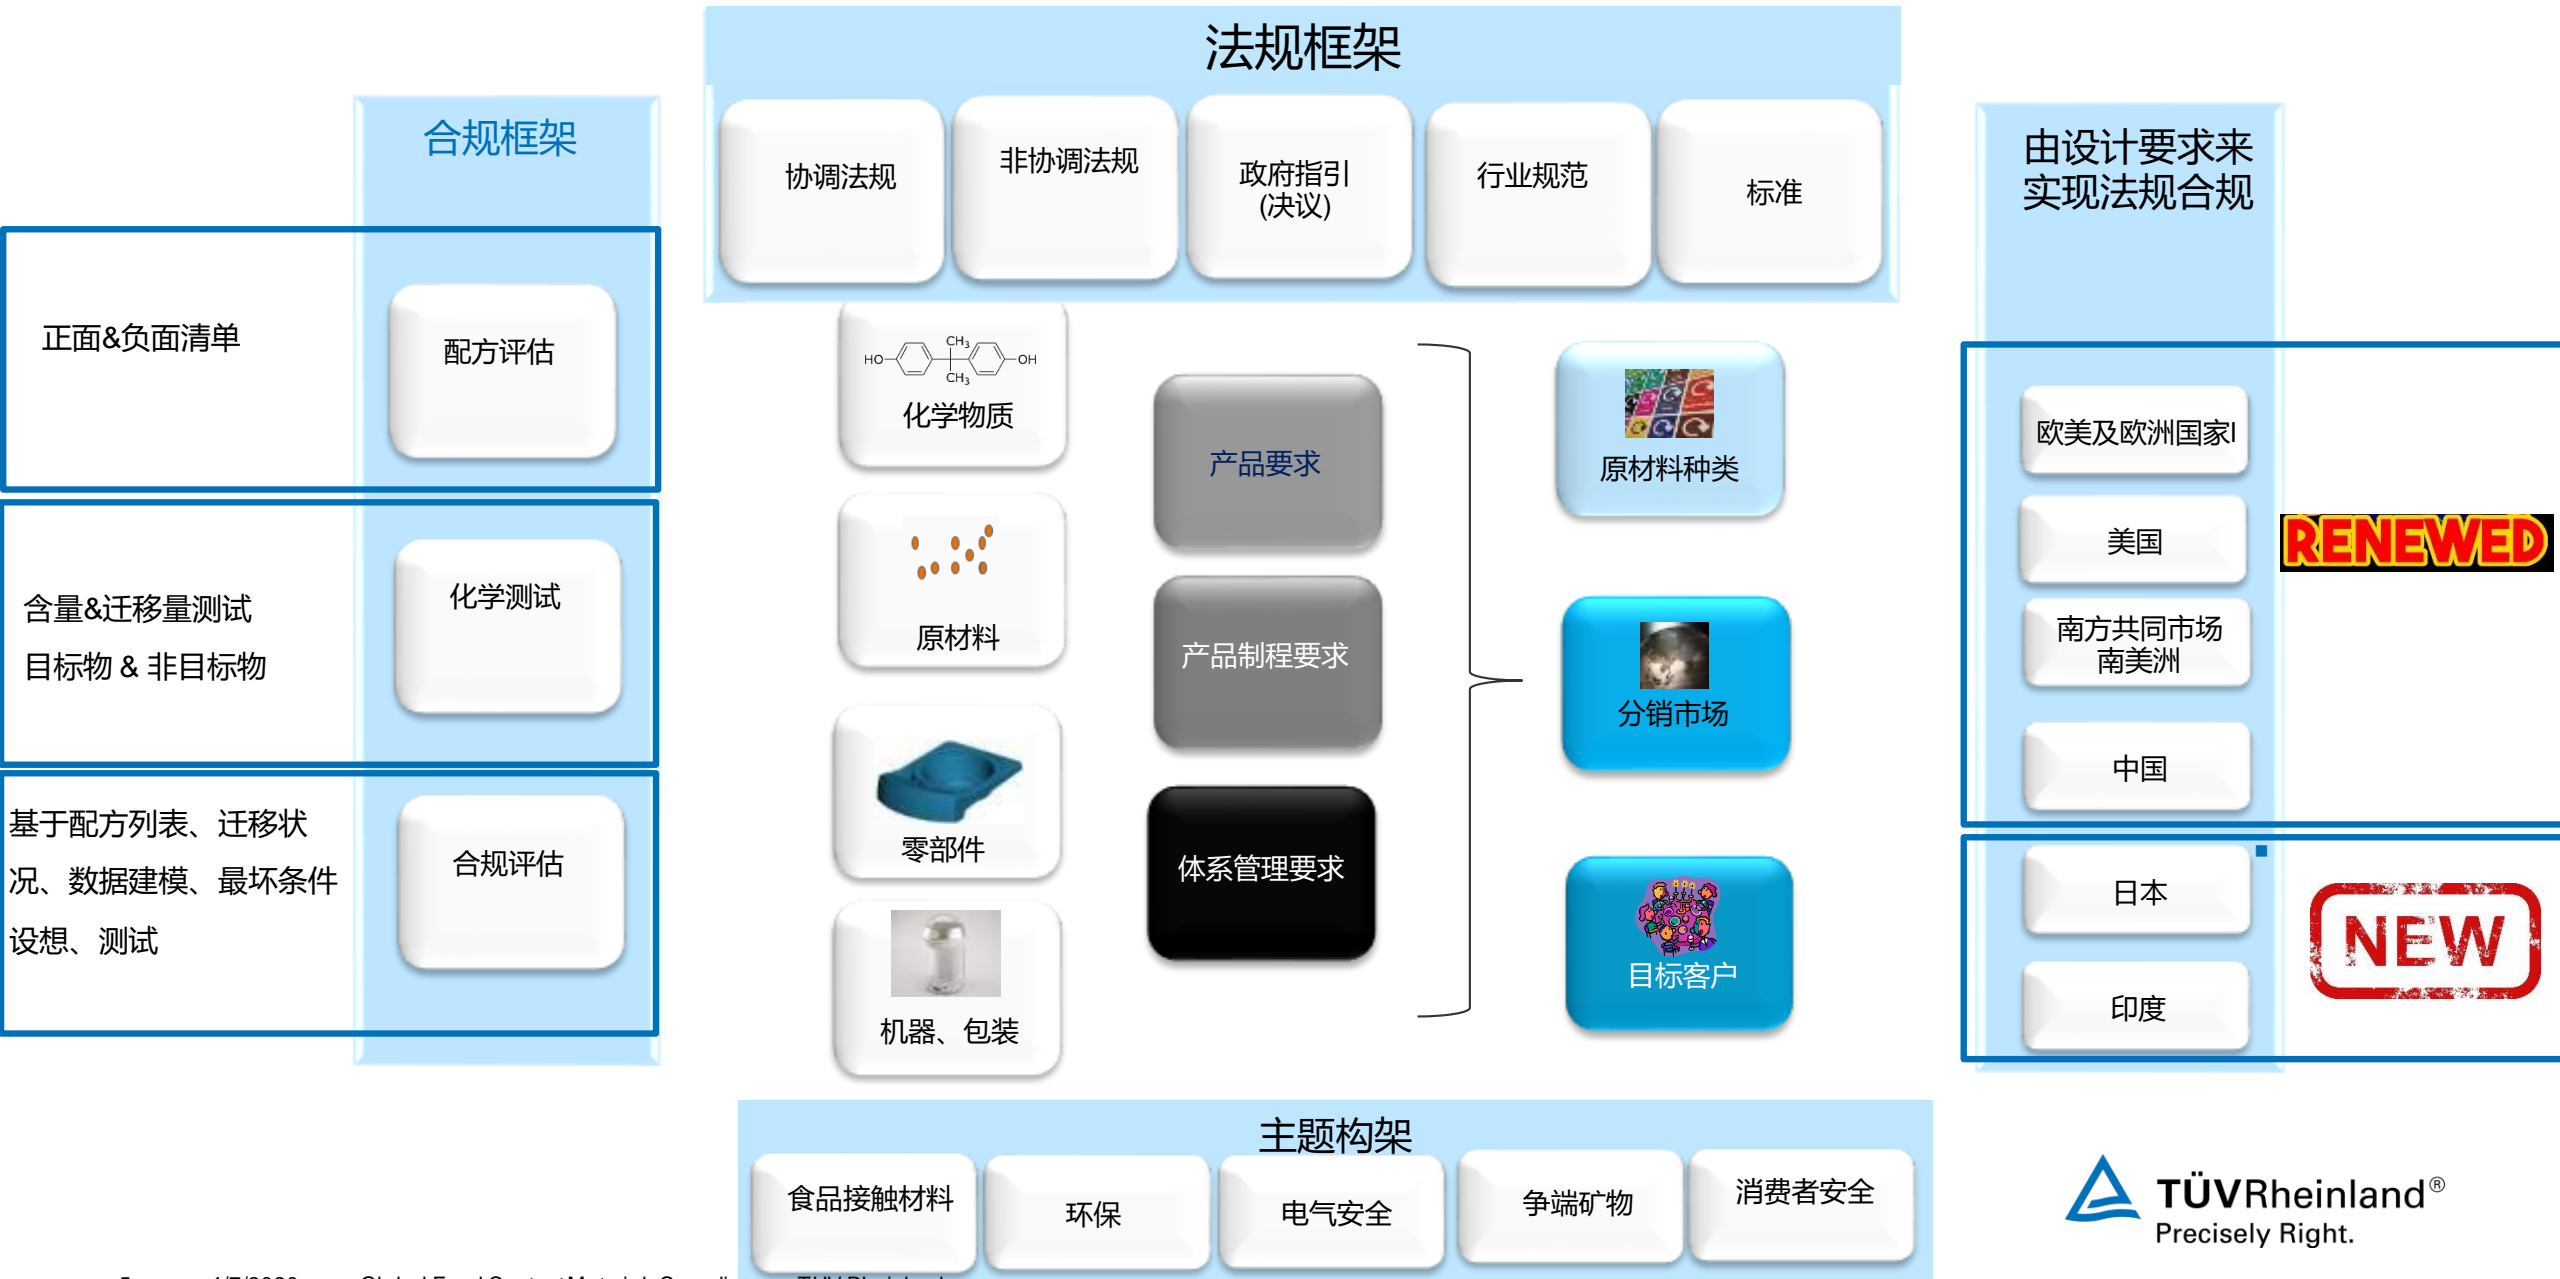 法规框架
协调法规
非协调法规
政府指引
(决议)
行业规范
标准
合规框架
正面&负面清单
配方评估
含量&迁移量测试
目标物 & 非目标物
化学测试
基于配方列表、迁移状
况、数据建模、最坏条件
设想、测试
合规评估
HO
CH3
CH3
OH
化学物质
原材料
零部件
机器、包装
产品要求
产品制程要求
体系管理要求
原材料种类
分销市场
目标客户
由设计要求来
实现法规合规
欧美及欧洲国家l
美国
南方共同市场
南美洲
中国
RENEWED
日本
印度
NEW
主题构架
食品接触材料
环保
电气安全
争端矿物
消费者安全
TÜVRheinland®
Precisely Right.